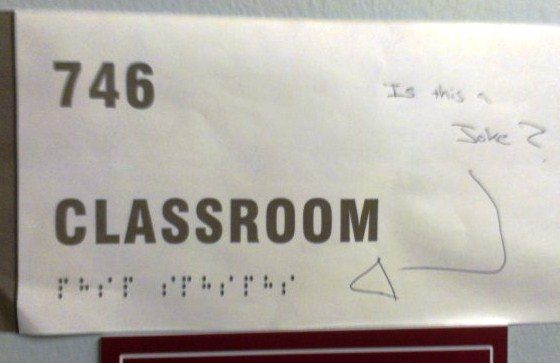 746
Is this a
Joke?
CLASSROOM